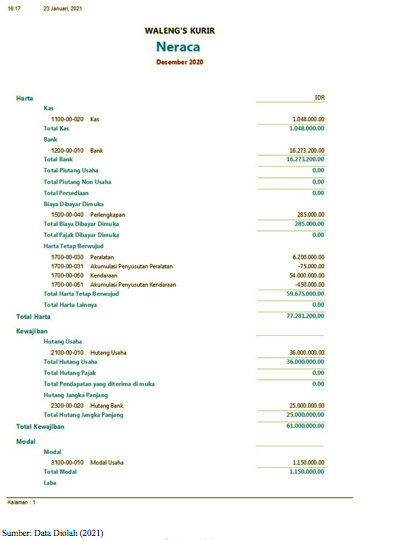 16:17 23 Januari, 2021
WALENG'S KURIR
Neraca
Desember 2020
Harta IDR
Kas
1100-00-020 Kas 1.048.000.00
Total Kas 1.048.000.00
Bank
1200-00-010 Bank 16.273.200.00
Total Bank 16.273.200.00
Total Piutang Usaha 0.00
Total Piutang Non Usaha 0.00
Total Persediaan 0.00
Biaya Dibayar Dimuka
1500-00-040 Perlengkapan 285.000.00
Total Biaya Dibayar Dimuka 285.000.00
Total Pajak Dibayar Dimuka 0.00
Harta Tetap Berwujud
1700-00-030 Peralatan 6.200.000.00
1700-00-031 Akumulasi Penyusutan Peralatan -75.000.00
1700-00-050 Kendaraan 54.000.000.00
1700-00-051 Akumulasi Penyusutan Kendaraan -450.000.00
Total Harta Tetap Berwujud 59.675.000.00
Total Harta Lainnya 0.00
Total Harta 77.281.200.00
Kewajiban
Hutang Usaha
2100-00-010 Hutang Usaha 36.000.000.00
Total Hutang Usaha 36.000.000.00
Total Hutang Pajak 0.00
Total Pendapatan yang diterima di muka 0.00
Hutang Jangka Panjang
2300-00-020 Hutang Bank 25.000.000.00
Total Hutang Jangka Panjang 25.000.000.00
Total Kewajiban 61.000.000.00
Modal
Modal
3100-00-010 Modal Usaha 1.150.000.00
Total Modal 1.150.000.00
Laba
Halaman : 1
Sumber: Data Diolah (2021)